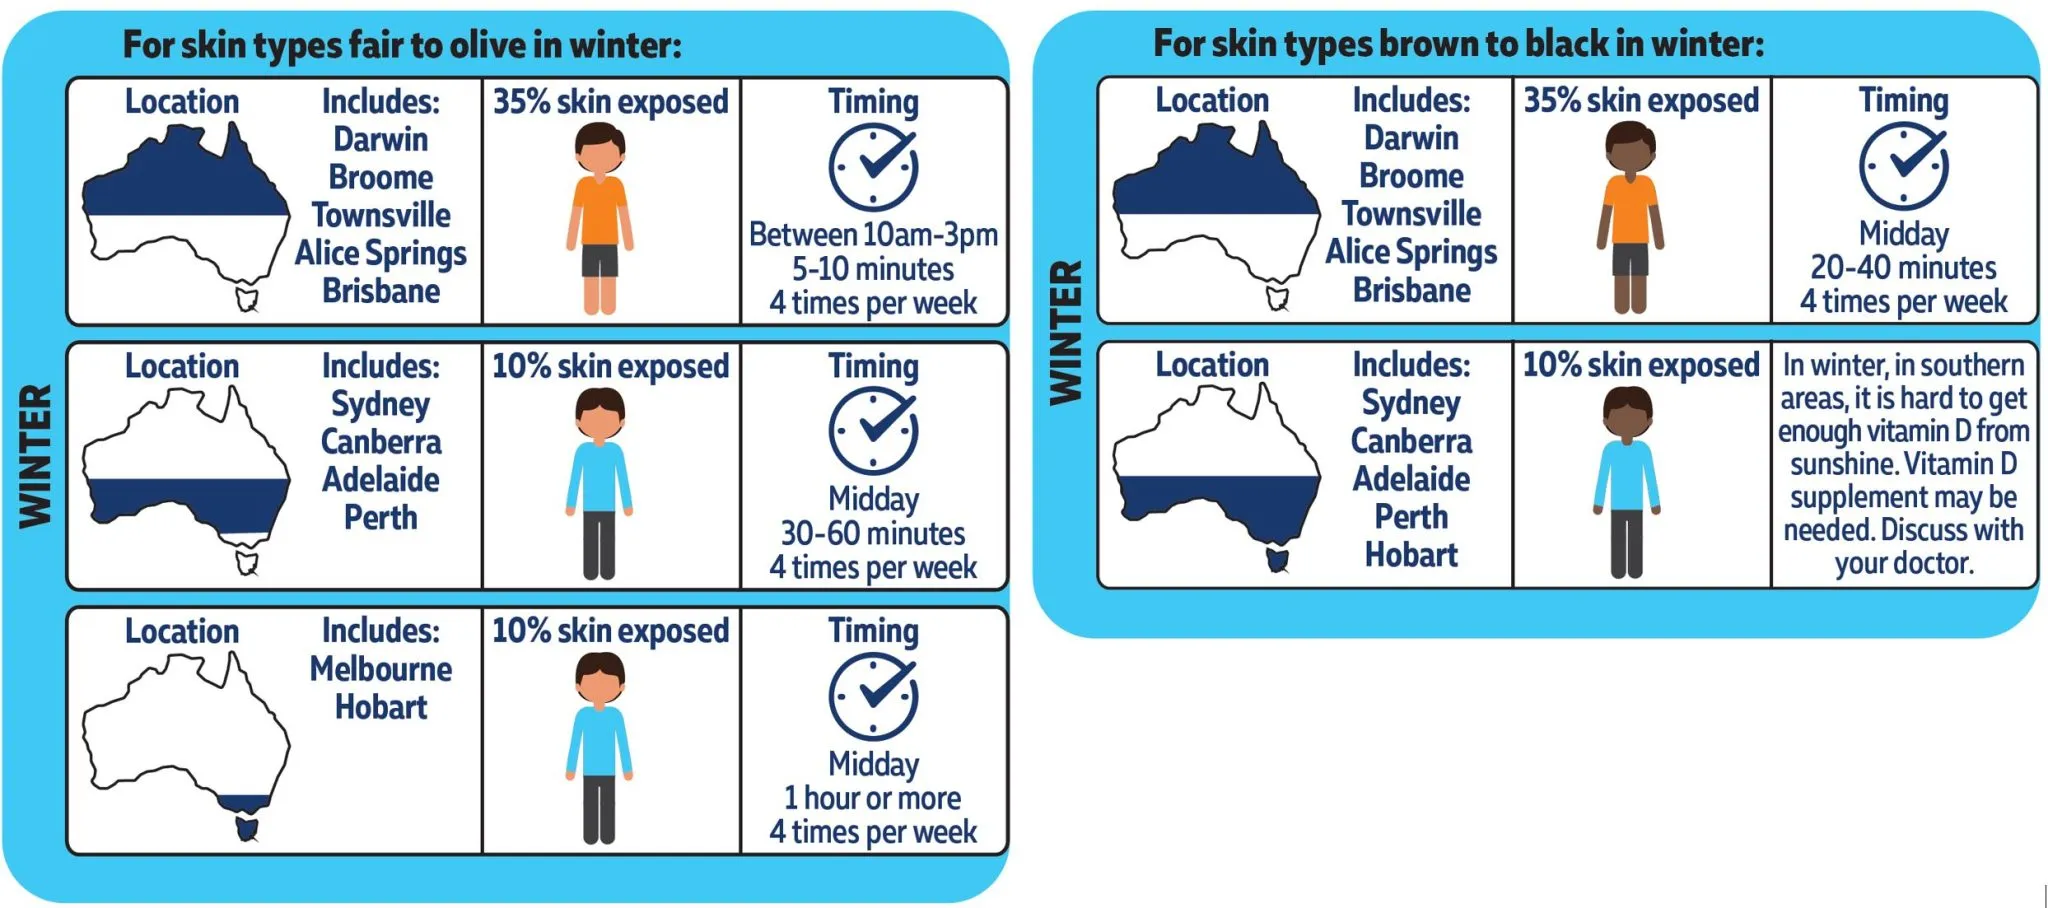 For skin types fair to olive in winter:
WINTER
Location
Includes:
Darwin
Broome
Townsville
Alice Springs
Brisbane
35% skin exposed
Timing
Between 10am-3pm
5-10 minutes
4 times per week
Location
Includes:
Sydney
Canberra
Adelaide
Perth
10% skin exposed
Timing
Midday
30-60 minutes
4 times per week
Location
Includes:
Melbourne
Hobart
10% skin exposed
Timing
Midday
1 hour or more
4 times per week
For skin types brown to black in winter:
WINTER
Location
Includes:
Darwin
Broome
Townsville
Alice Springs
Brisbane
35% skin exposed
Timing
Midday
20-40 minutes
4 times per week
Location
Includes:
Sydney
Canberra
Adelaide
Perth
Hobart
10% skin exposed
In winter, in southern
areas, it is hard to get
enough vitamin D from
sunshine. Vitamin D
supplement may be
needed. Discuss with
your doctor.